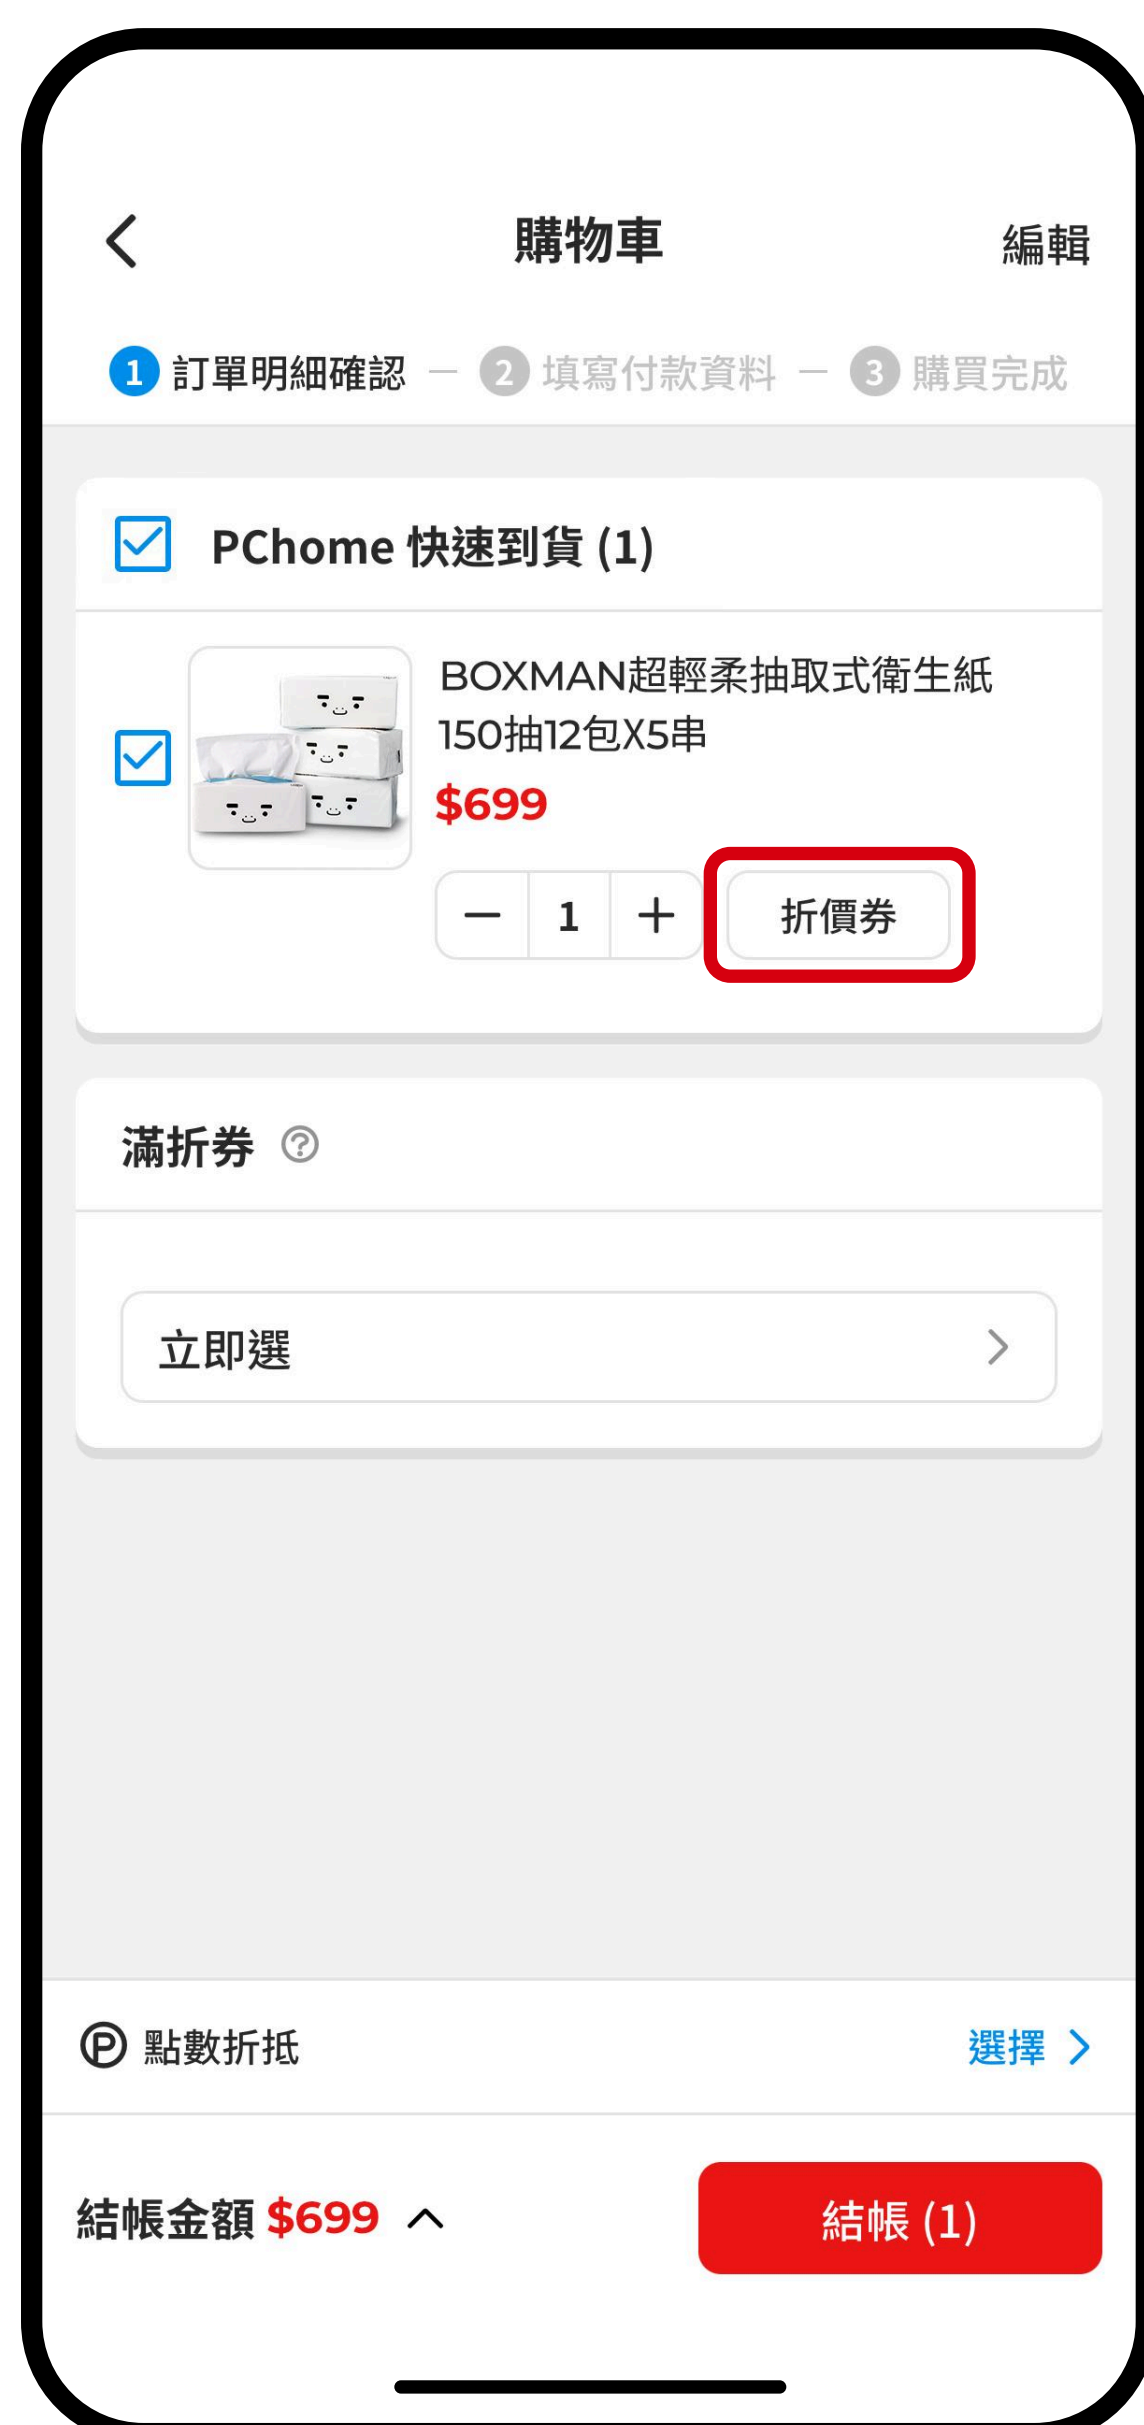 購物車
編輯
1 訂單明細確認 — 2 填寫付款資料 — 3 購買完成
PChome 快速到貨 (1)
BOXMAN超輕柔抽取式衛生紙
150抽12包X5串
$699
— 1 +
折價券
滿折券 ?
立即選
P 點數折抵
選擇
結帳金額 $699
結帳 (1)